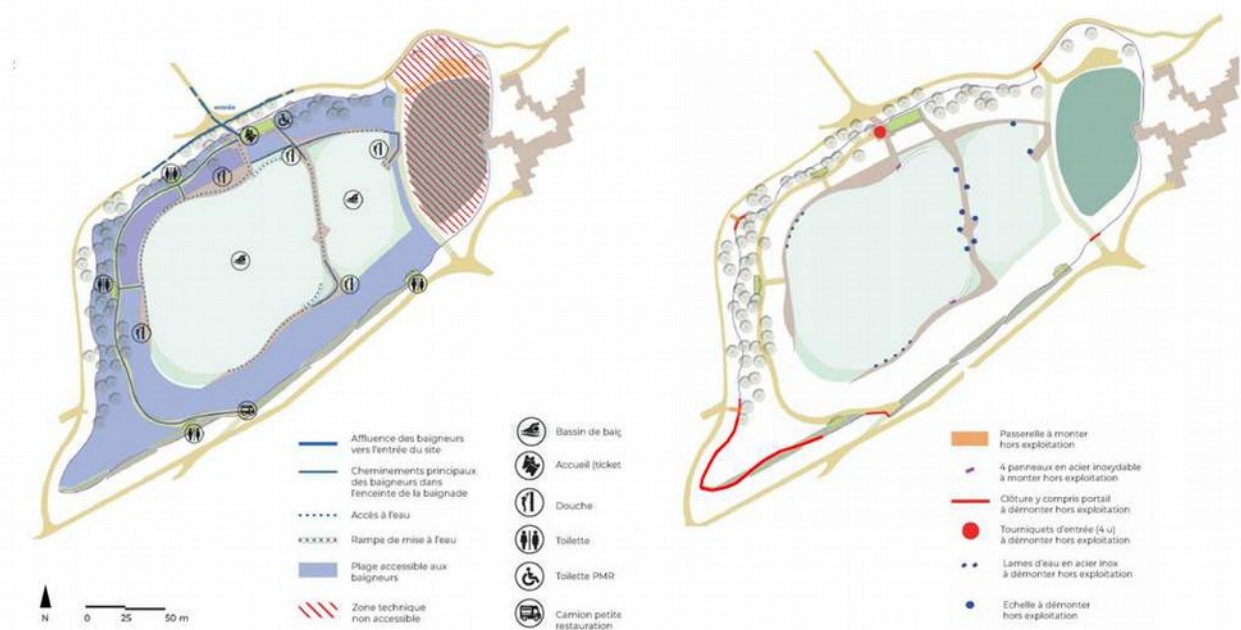 entrée
Affluence des baigneurs
vers l'entrée du site
Cheminements principaux
des baigneurs dans
l'enceinte de la baignade
Accès à l'eau
Rampe de mise à l'eau
Plage accessible aux
baigneurs
Zone technique
non accessible
N
0 25 50 m
Bassin de baig
Accueil (ticket
Douche
Toilette
Toilette PMR
Camion petite
restauration
Passerelle à monter
hors exploitation
4 panneaux en acier inoxydable
à monter hors exploitation
Clôture y compris portail
à démonter hors exploitation
Tourniquets d'entrée (4 u)
à démonter hors exploitation
Lames d'eau en acier inox
à démonter hors exploitation
Echelle à démonter
hors exploitation